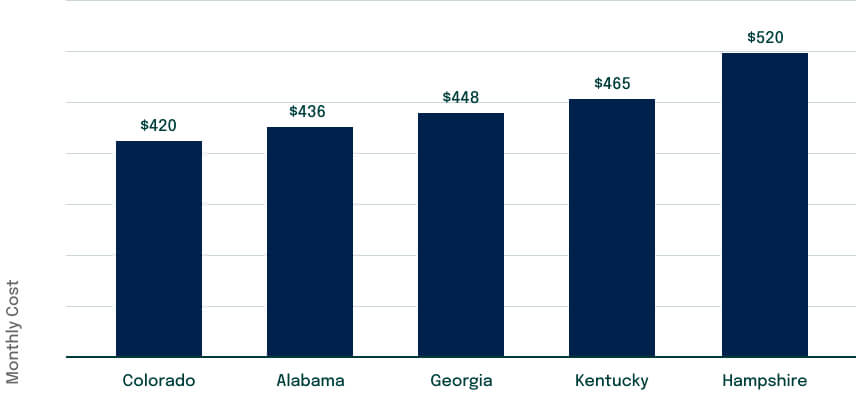 $520
$465
$448
$436
$420
Monthly Cost
Colorado
Alabama
Georgia
Kentucky
Hampshire